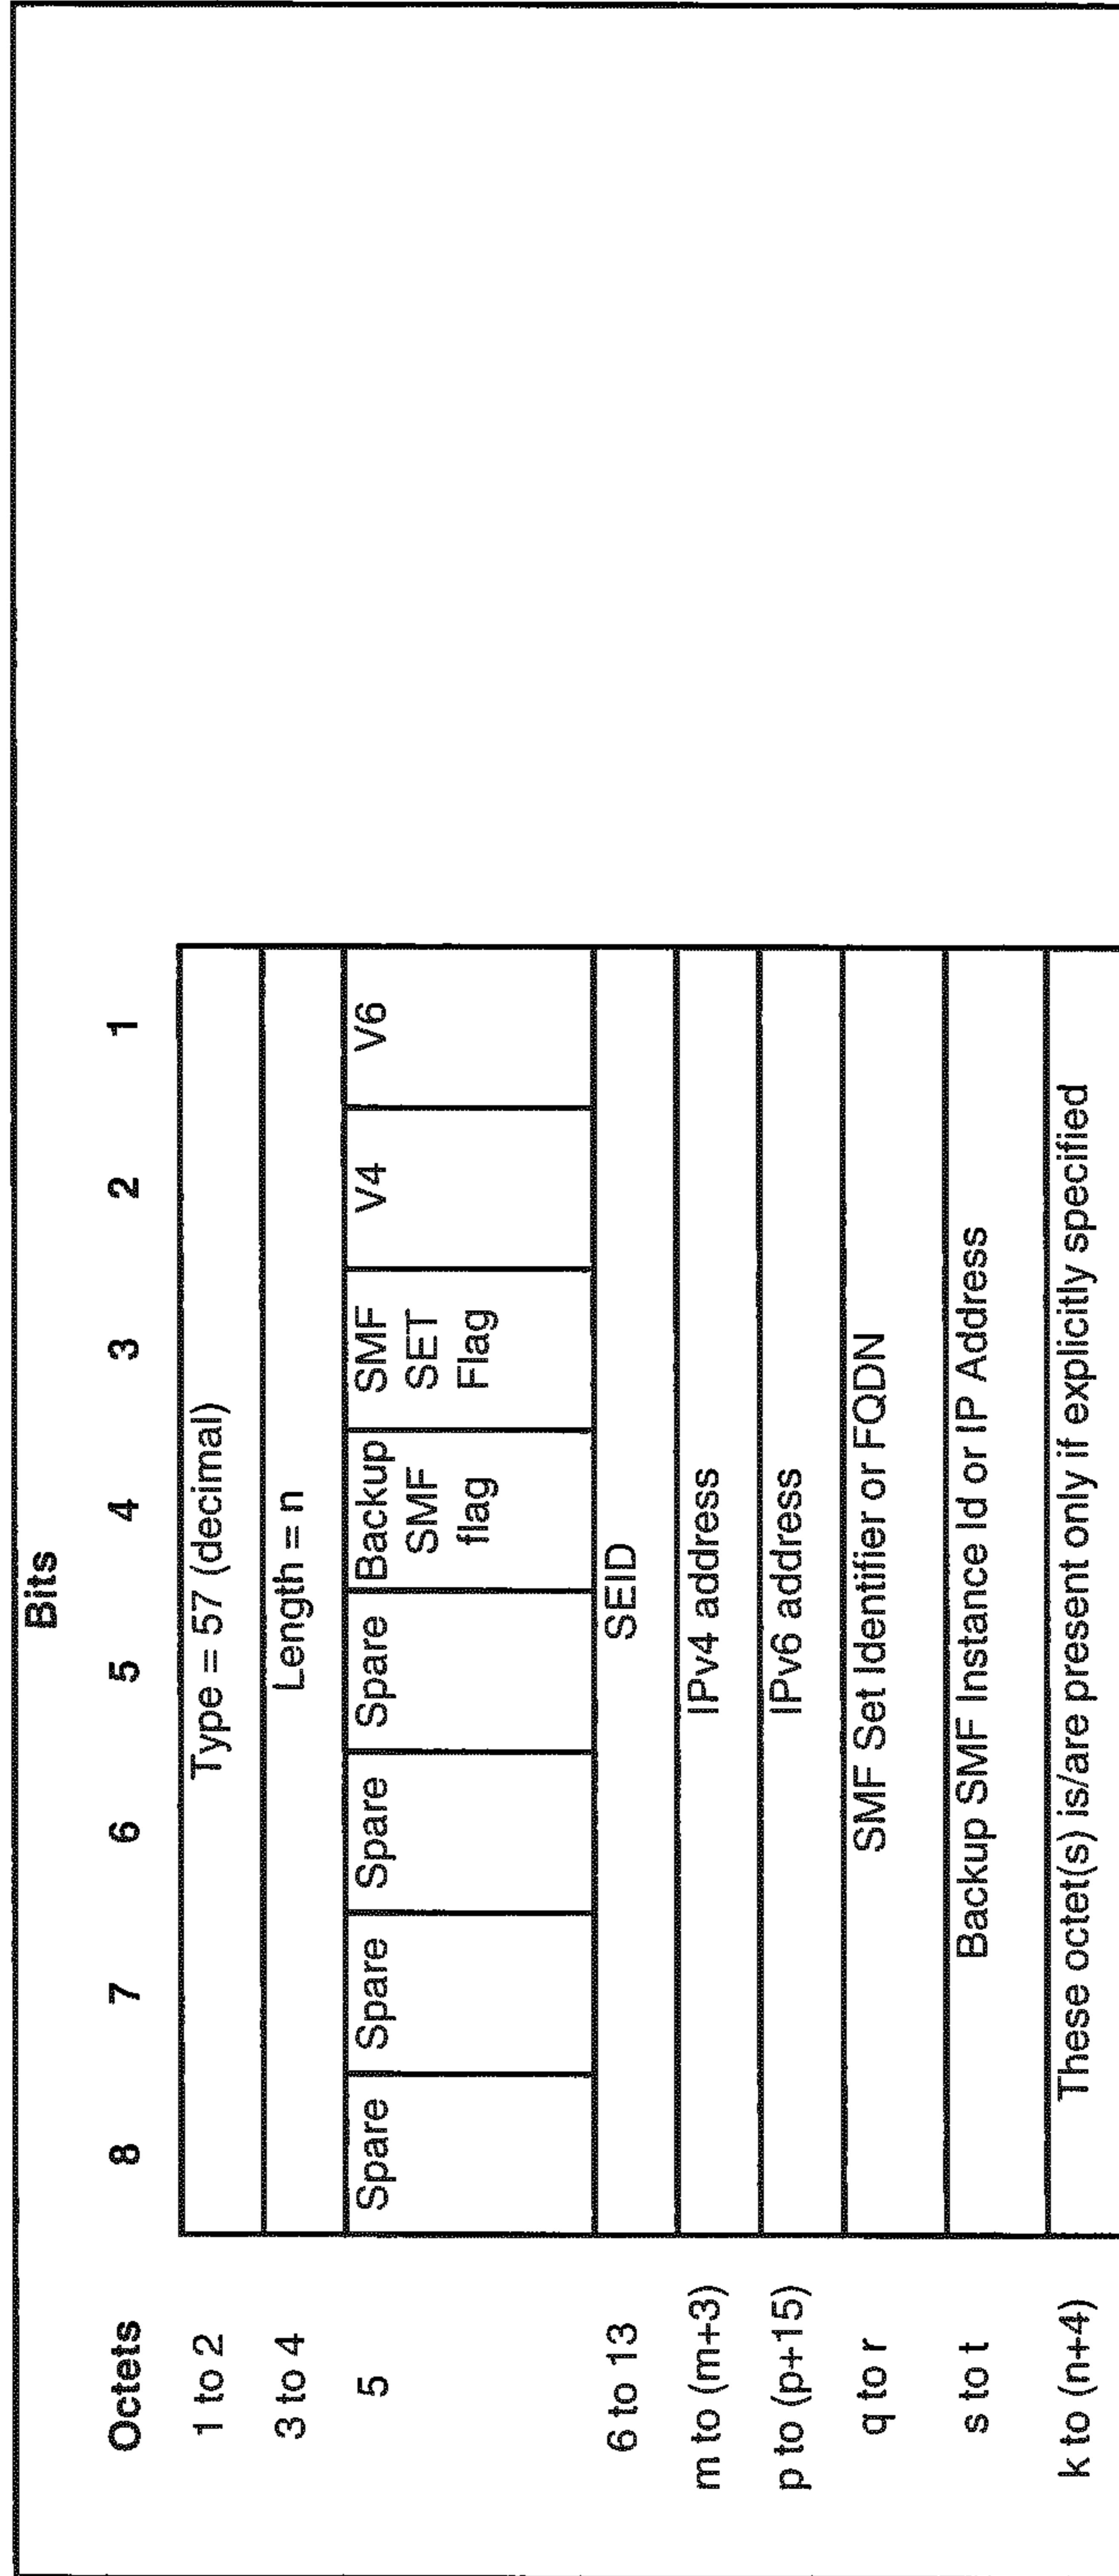 Bits
Octets 8 7 6 5 4 3 2 1
1 to 2 Type = 57 (decimal)
3 to 4 Length = n
5 Spare Spare Spare Spare Backup SMF V4 V6
SMF SET
flag Flag
6 to 13 SEID
m to (m+3) IPv4 address
p to (p+15) IPv6 address
q to r SMF Set Identifier or FQDN
s to t Backup SMF Instance Id or IP Address
k to (n+4) These octet(s) is/are present only if explicitly specified